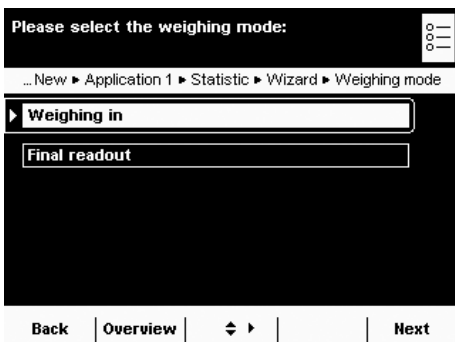 Please select the weighing mode:
... New ▸ Application 1 ▸ Statistic ▸ Wizard ▸ Weighing mode
Weighing in
Final readout
Back Overview Next